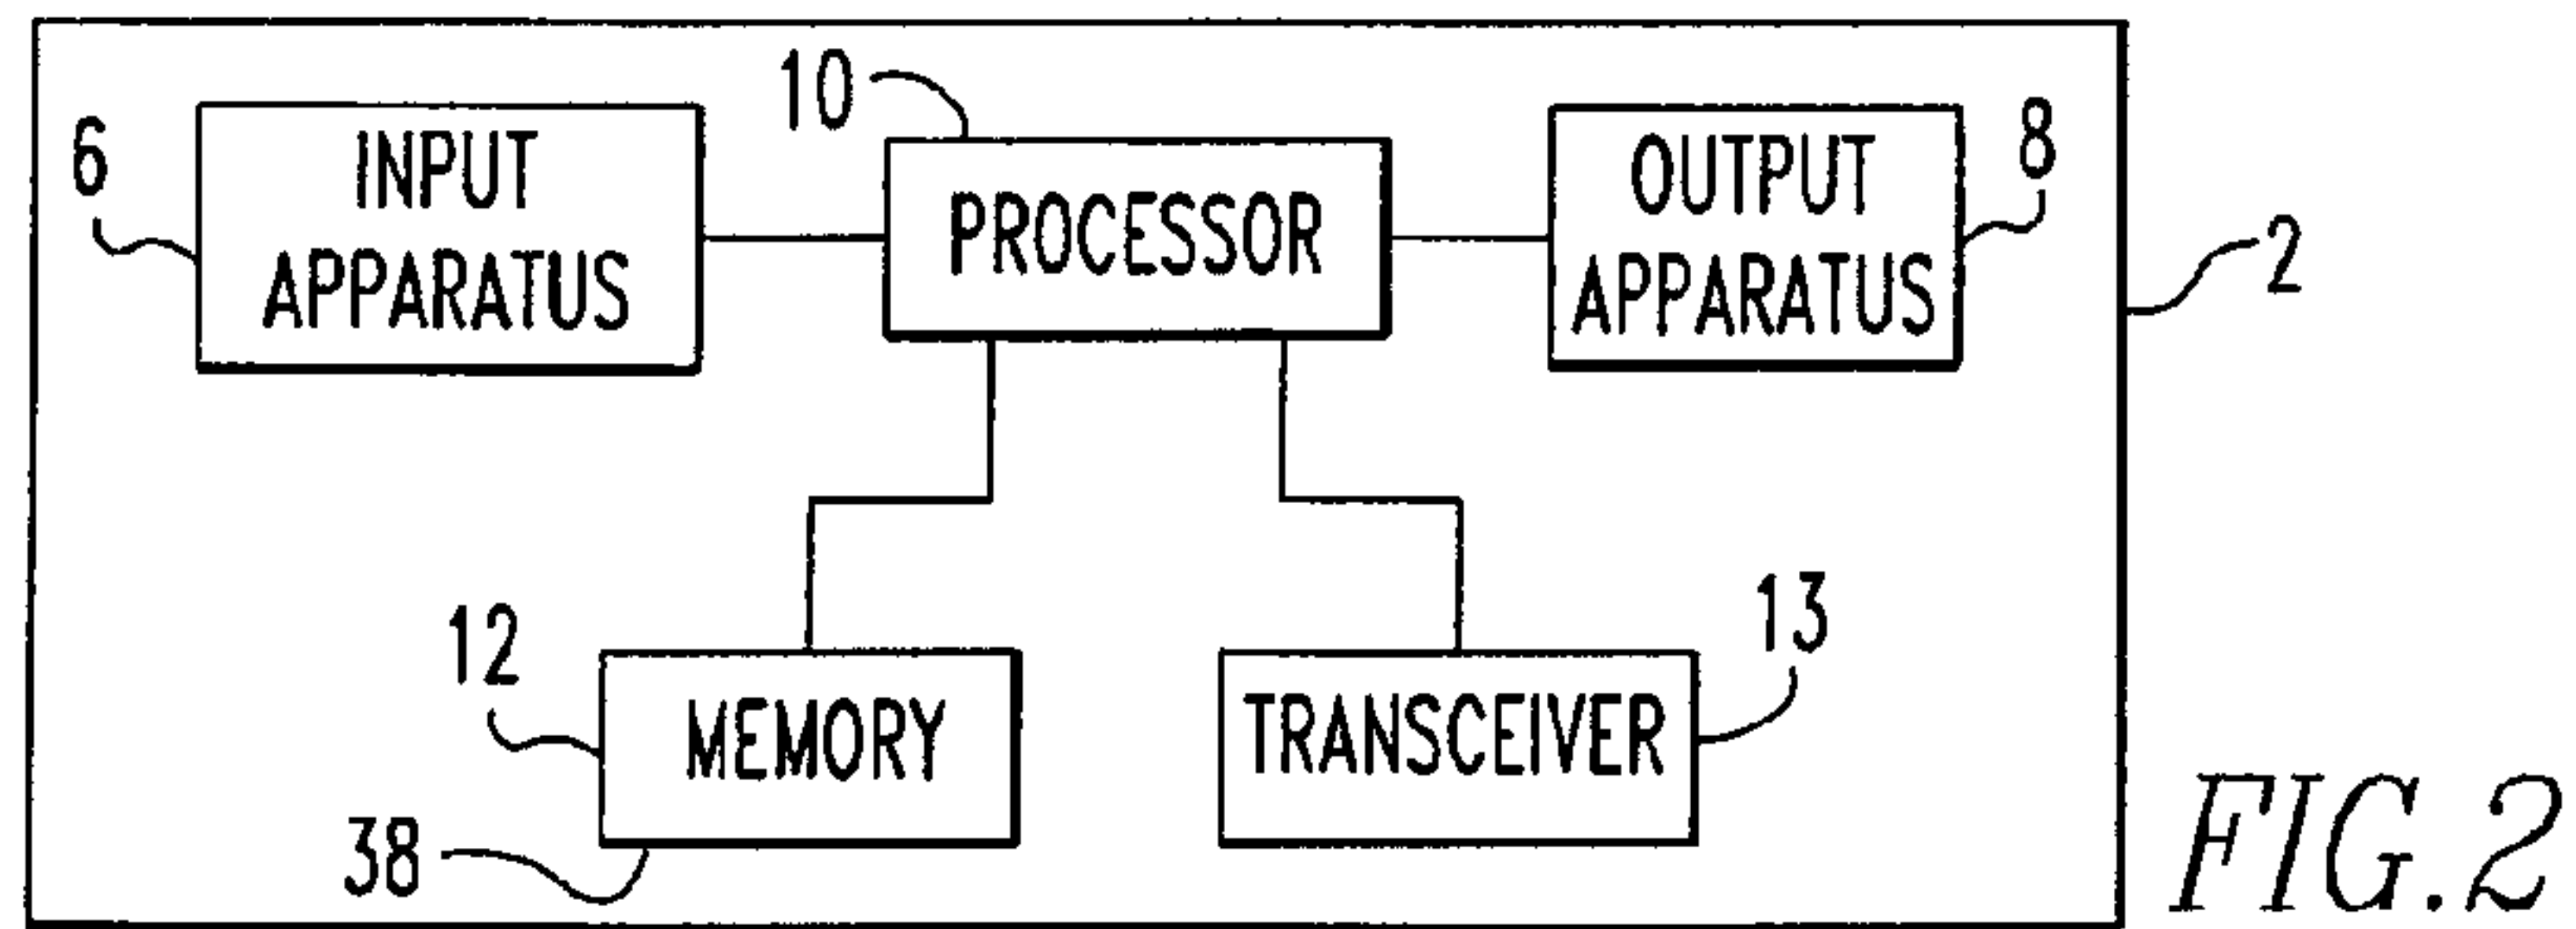 10
6
INPUT
APPARATUS
PROCESSOR
OUTPUT
APPARATUS
8
2
12
MEMORY
38
TRANSCEIVER
13
FIG.2